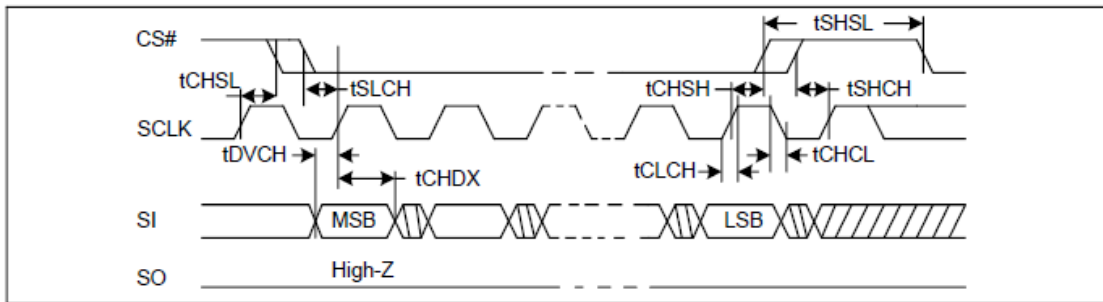 tSHSL
CS#
tCHSL
tSLCH
tCHSH
tSHCH
SCLK
tDVCH
tCHDX
tCLCH
tCHCL
SI
MSB
LSB
High-Z
SO